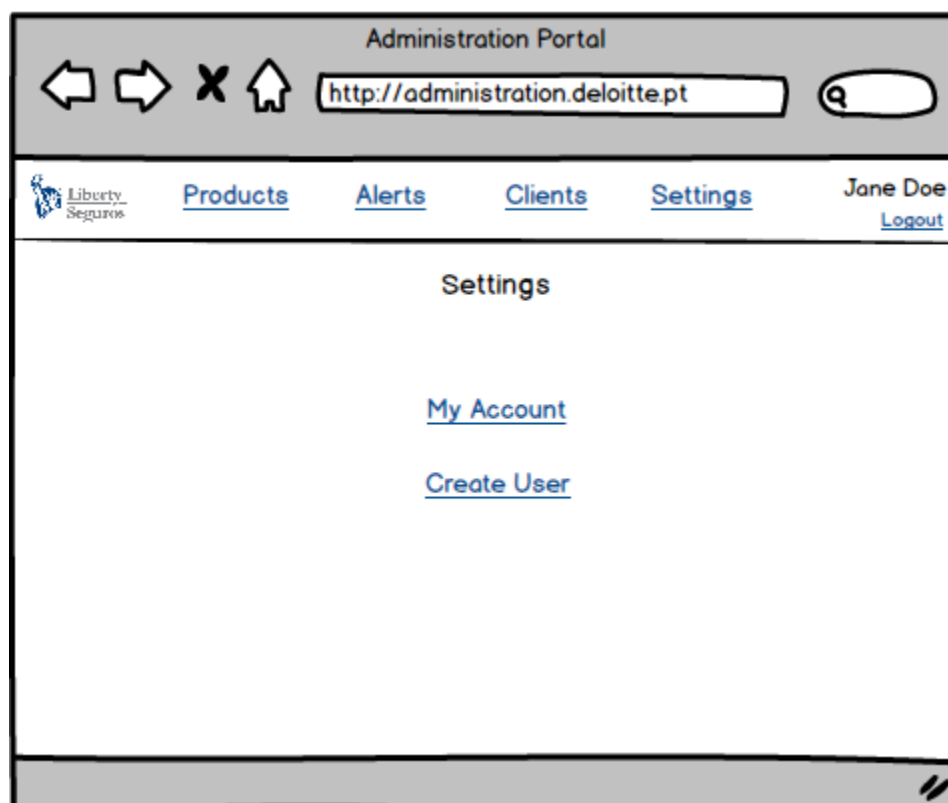 Administration Portal
http://administration.deloitte.pt
Liberty
Seguros
Products Alerts Clients Settings Jane Doe
Logout
Settings
My Account
Create User